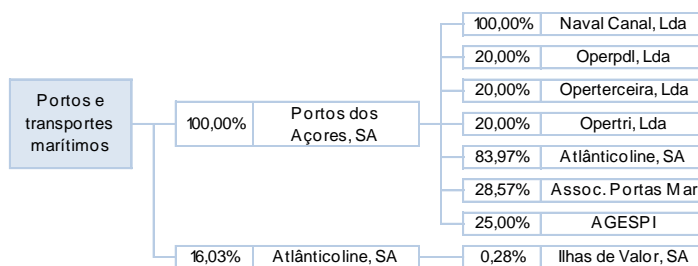 Portos e
transportes
marítimos
100,00% Portos dos
Açores, SA
100,00% Naval Canal, Lda
20,00% Operpdl, Lda
20,00% Operterceira, Lda
20,00% Opertri, Lda
83,97% Atlânticoline, SA
28,57% Assoc. Portas Mar
25,00% AGESPI
16,03% Atlânticoline, SA 0,28% Ilhas de Valor, SA